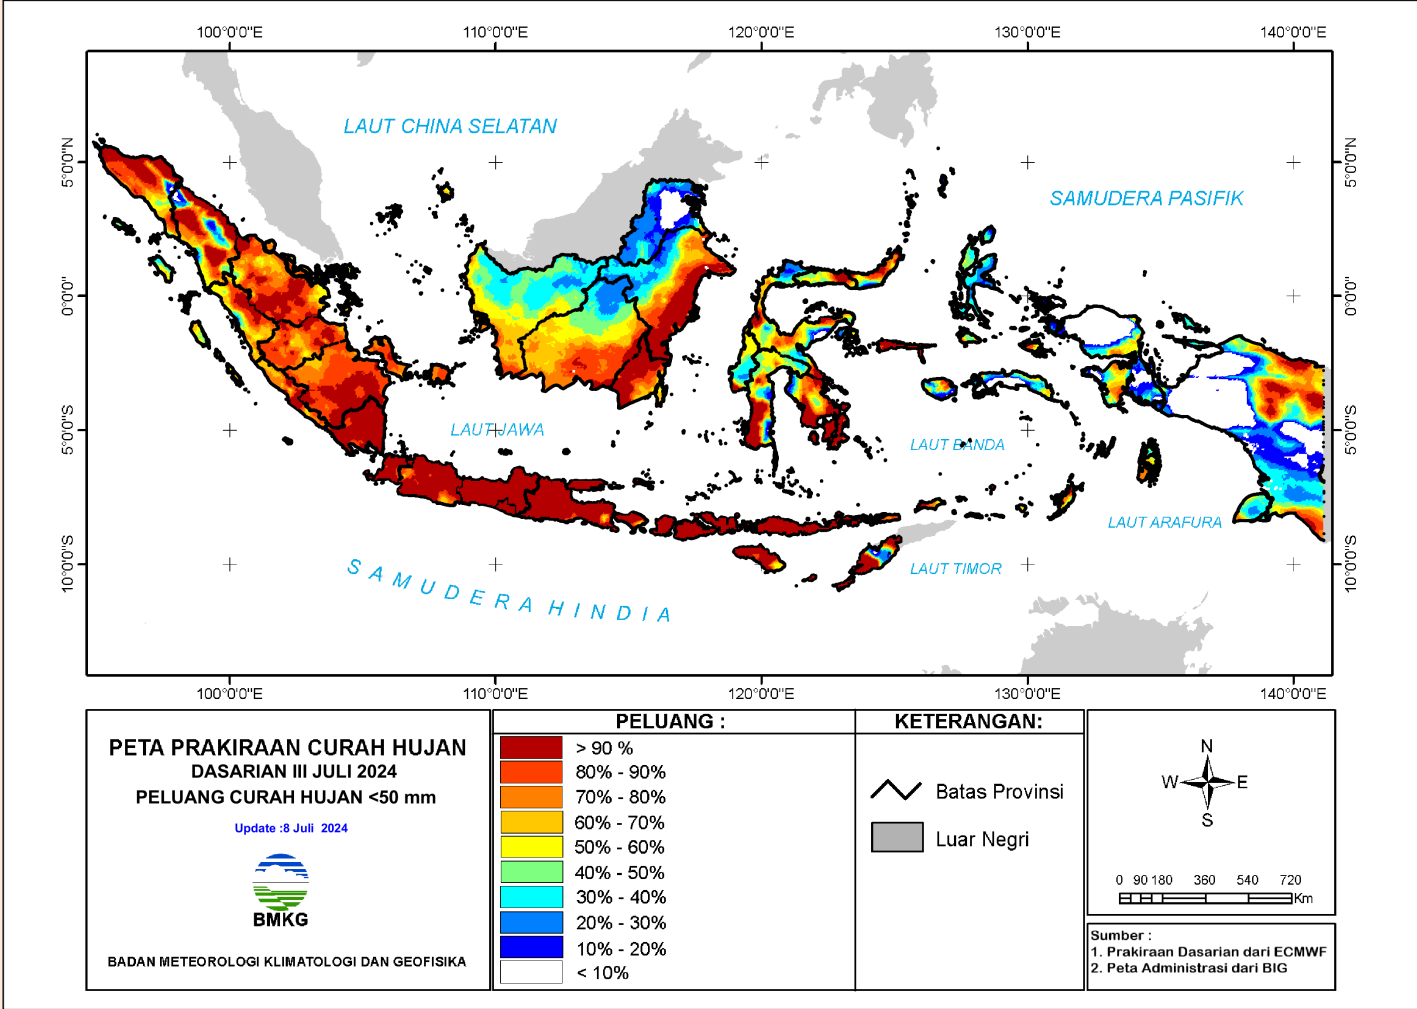 100°0'0"E 110°0'0"E 120°0'0"E 130°0'0"E 140°0'0"E
5°0'0"N
0°0'0"
5°0'0"S
10°0'0"S
LAUT CHINA SELATAN
SAMUDERA PASIFIK
LAUT JAWA
LAUT BANDA
LAUT ARAFURA
LAUT TIMOR
SAMUDERA HINDIA
5°0'0"N
0°0'0"
5°0'0"S
10°0'0"S
100°0'0"E 110°0'0"E 120°0'0"E 130°0'0"E 140°0'0"E
PETA PRAKIRAAN CURAH HUJAN
DASARIAN III JULI 2024
PELUANG CURAH HUJAN <50 mm
Update :8 Juli 2024
BMKG
BADAN METEOROLOGI KLIMATOLOGI DAN GEOFISIKA
PELUANG :
> 90 %
80% - 90%
70% - 80%
60% - 70%
50% - 60%
40% - 50%
30% - 40%
20% - 30%
10% - 20%
< 10%
KETERANGAN:
Batas Provinsi
Luar Negri
N
W E
S
0 90 180 360 540 720
Km
Sumber :
1. Prakiraan Dasarian dari ECMWF
2. Peta Administrasi dari BIG